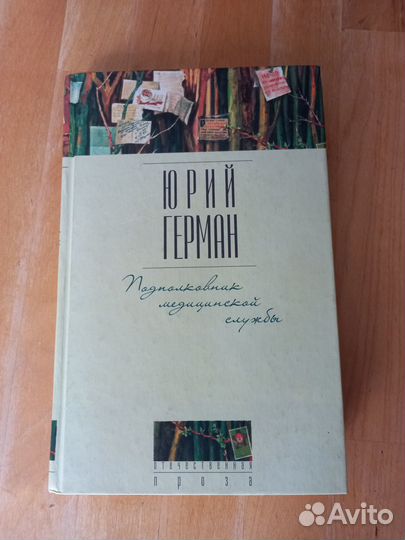 ЮРИЙ
ГЕРМАН
Подполковник
медицинской
службы
отечественная
проза
Avito